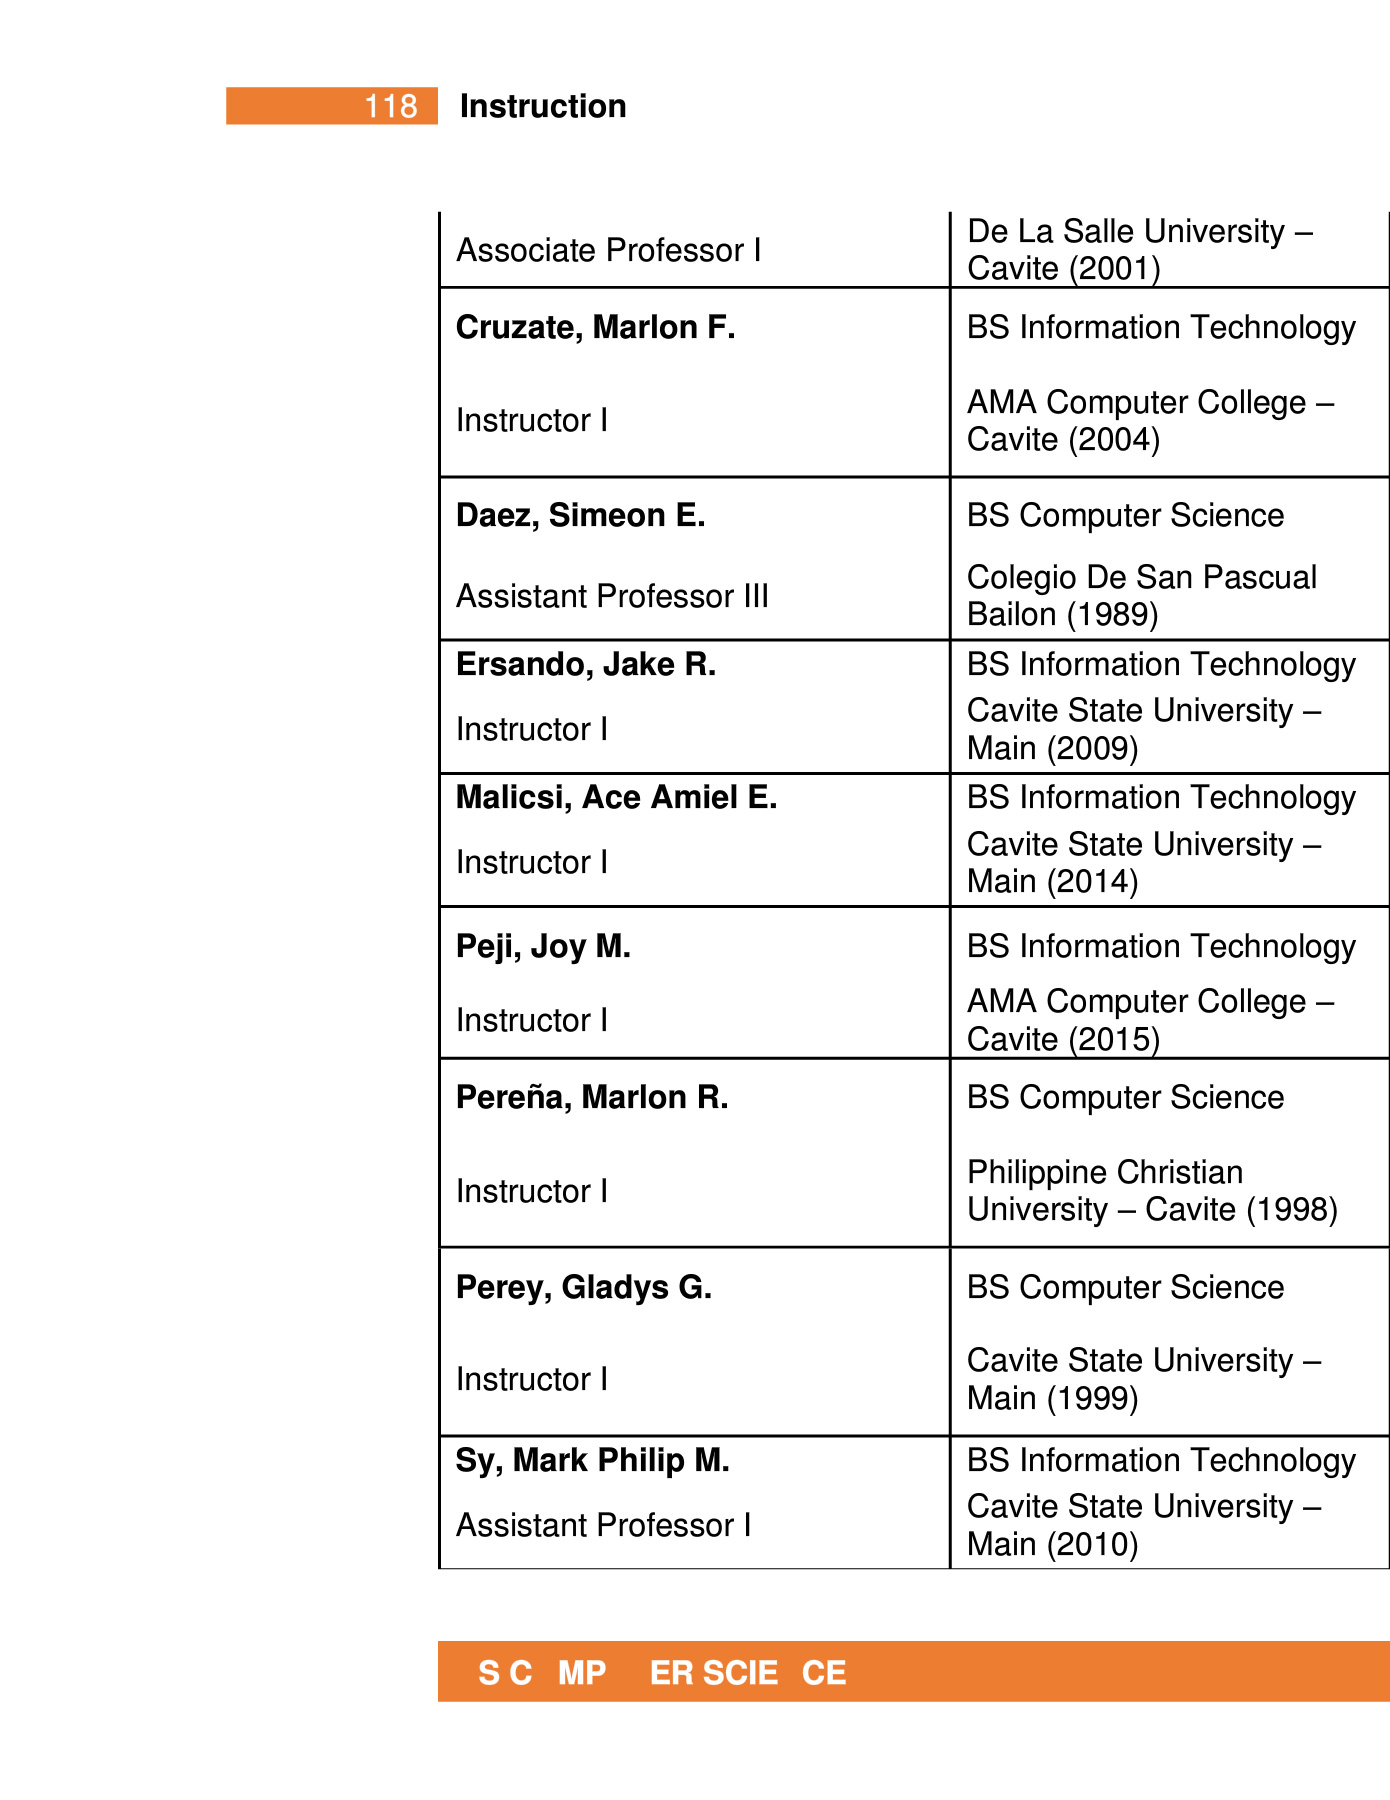 118 Instruction
Associate Professor I
De La Salle University –
Cavite (2001)
Cruzate, Marlon F.
BS Information Technology
Instructor I
AMA Computer College –
Cavite (2004)
Daez, Simeon E.
BS Computer Science
Assistant Professor III
Colegio De San Pascual
Bailon (1989)
Ersando, Jake R.
BS Information Technology
Instructor I
Cavite State University –
Main (2009)
Malicsi, Ace Amiel E.
BS Information Technology
Instructor I
Cavite State University –
Main (2014)
Peji, Joy M.
BS Information Technology
Instructor I
AMA Computer College –
Cavite (2015)
Pereña, Marlon R.
BS Computer Science
Instructor I
Philippine Christian
University – Cavite (1998)
Perey, Gladys G.
BS Computer Science
Instructor I
Cavite State University –
Main (1999)
Sy, Mark Philip M.
BS Information Technology
Assistant Professor I
Cavite State University –
Main (2010)
S C MP ER SCIE CE